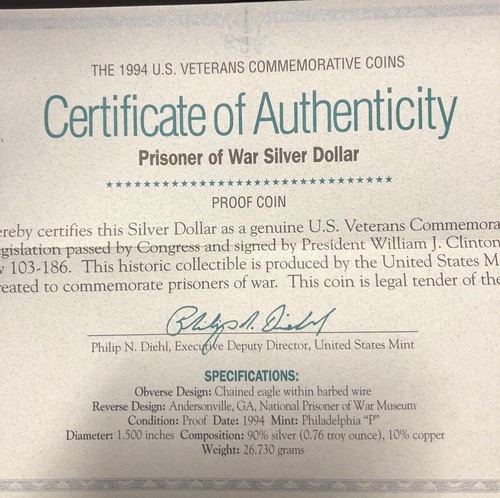 THE 1994 U.S. VETERANS COMMEMORATIVE COINS
Certificate of Authenticity
Prisoner of War Silver Dollar
PROOF COIN
ereby certifies this Silver Dollar as a genuine U.S. Veterans Commemora
egislation passed by Congress and signed by President William J. Clinton
w 103-186. This historic collectible is produced by the United States M
reated to commemorate prisoners of war. This coin is legal tender of the
Philip N. Diehl
Philip N. Diehl, Executive Deputy Director, United States Mint
SPECIFICATIONS:
Obverse Design: Chained eagle within barbed wire
Reverse Design: Andersonville, GA, National Prisoner of War Museum
Condition: Proof Date: 1994 Mint: Philadelphia "P"
Diameter: 1.500 inches Composition: 90% silver (0.76 troy ounce), 10% copper
Weight: 26.730 grams